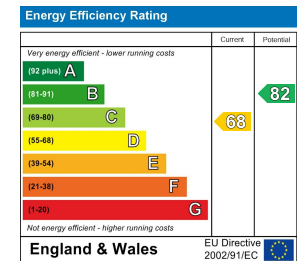 Energy Efficiency Rating
Current Potential
Very energy efficient - lower running costs
(92 plus) A
(81-91) B
(69-80) C
(55-68) D
(39-54) E
(21-38) F
(1-20) G
68
82
Not energy efficient - higher running costs
England & Wales
EU Directive
2002/91/EC